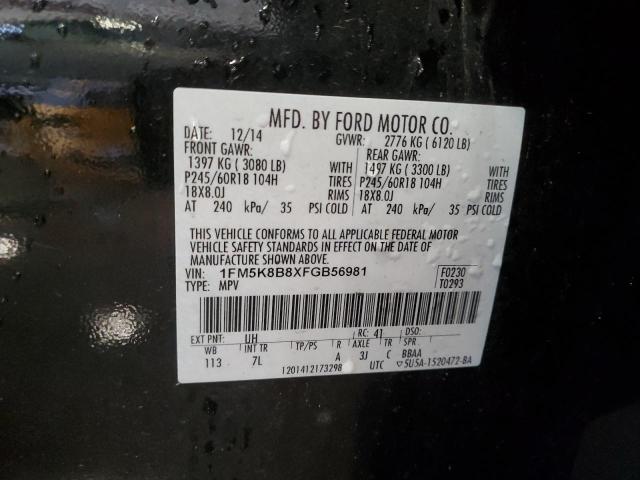 MFD. BY FORD MOTOR CO.
DATE: 12/14 GVWR: 2776 KG ( 6120 LB)
FRONT GAWR: REAR GAWR:
1397 KG ( 3080 LB) WITH 1497 KG ( 3300 LB) WITH
P245/60R18 104H TIRES P245/60R18 104H TIRES
18X8.0J RIMS 18X8.0J RIMS
AT 240 kPa/ 35 PSI COLD AT 240 kPa/ 35 PSI COLD
THIS VEHICLE CONFORMS TO ALL APPLICABLE FEDERAL MOTOR
VEHICLE SAFETY STANDARDS IN EFFECT ON THE DATE OF
MANUFACTURE SHOWN ABOVE.
VIN: 1FM5K8B8XFGB56981 F0230
TYPE: MPV T0293
EXT PNT: UH RC: 41 DSO:
WB INT TR TP/PS R AXLE TR SPR
113 7L A 3J C BBAA
1201412173298 UTC ▽5U5A-1520472-BA